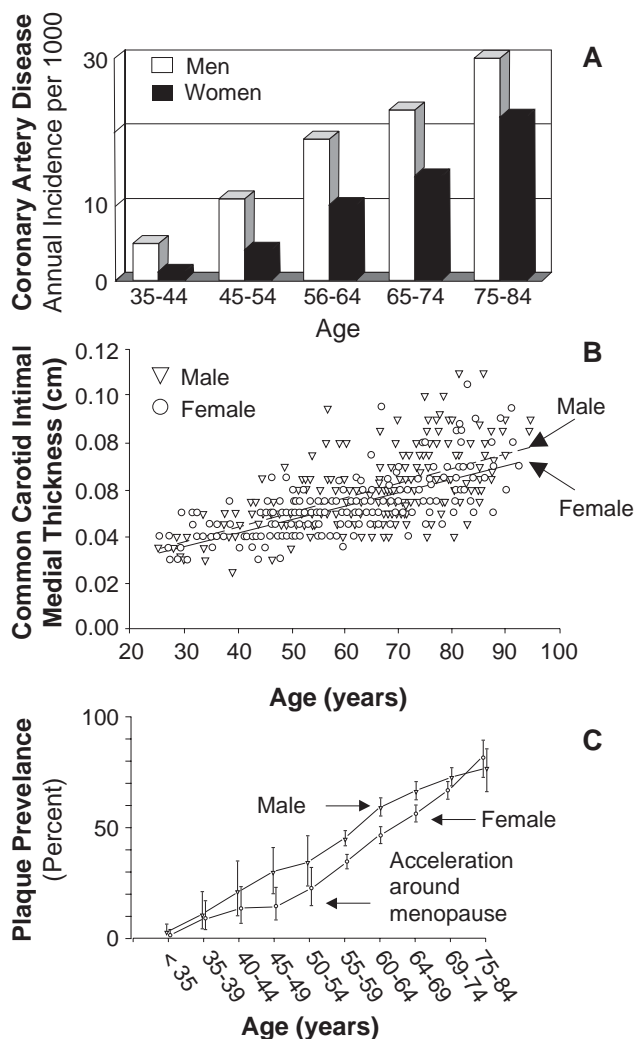 Coronary Artery Disease
Annual Incidence per 1000
A
30
10
0
Men
Women
35-44
45-54
56-64
65-74
75-84
Age
B
Common Carotid Intimal
Medial Thickness (cm)
0.12
0.10
0.08
0.08
0.04
0.02
0.00
Male
Female
Male
Female
20
30
40
50
60
70
80
90
100
Age (years)
C
Plaque Prevelance
(Percent)
100
50
0
Male
Female
Acceleration
around
menopause
< 35
35-39
40-44
45-49
50-54
55-59
60-64
64-69
69-74
75-84
Age (years)